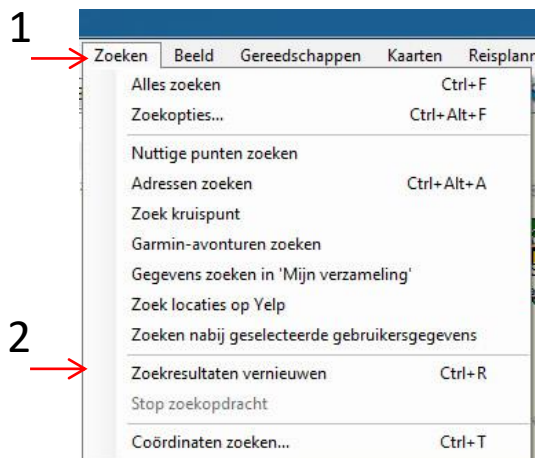 1
Zoeken Beeld Gereedschappen Kaarten Reisplann
Alles zoeken Ctrl+F
Zoekopties... Ctrl+Alt+F
Nuttige punten zoeken
Adressen zoeken Ctrl+Alt+A
Zoek kruispunt
Garmin-avonturen zoeken
Gegevens zoeken in 'Mijn verzameling'
Zoek locaties op Yelp
Zoeken nabij geselecteerde gebruikersgegevens
2
Zoekresultaten vernieuwen Ctrl+R
Stop zoekopdracht
Coördinaten zoeken... Ctrl+T